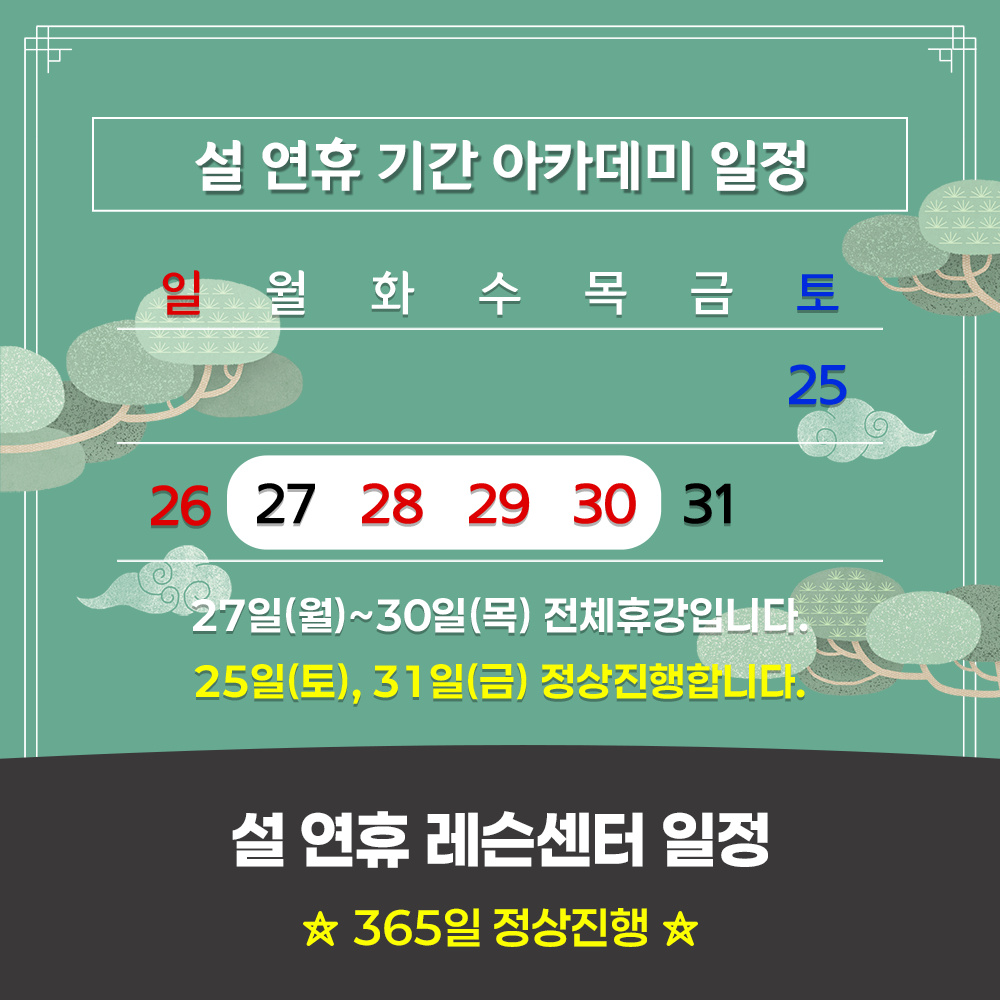 설 연휴 기간 아카데미 일정
일 월 화 수 목 금 토
25
26 27 28 29 30 31
27일(월)~30일(목) 전체휴강입니다.
25일(토), 31일(금) 정상진행합니다.
설 연휴 레슨센터 일정
☆ 365일 정상진행 ☆